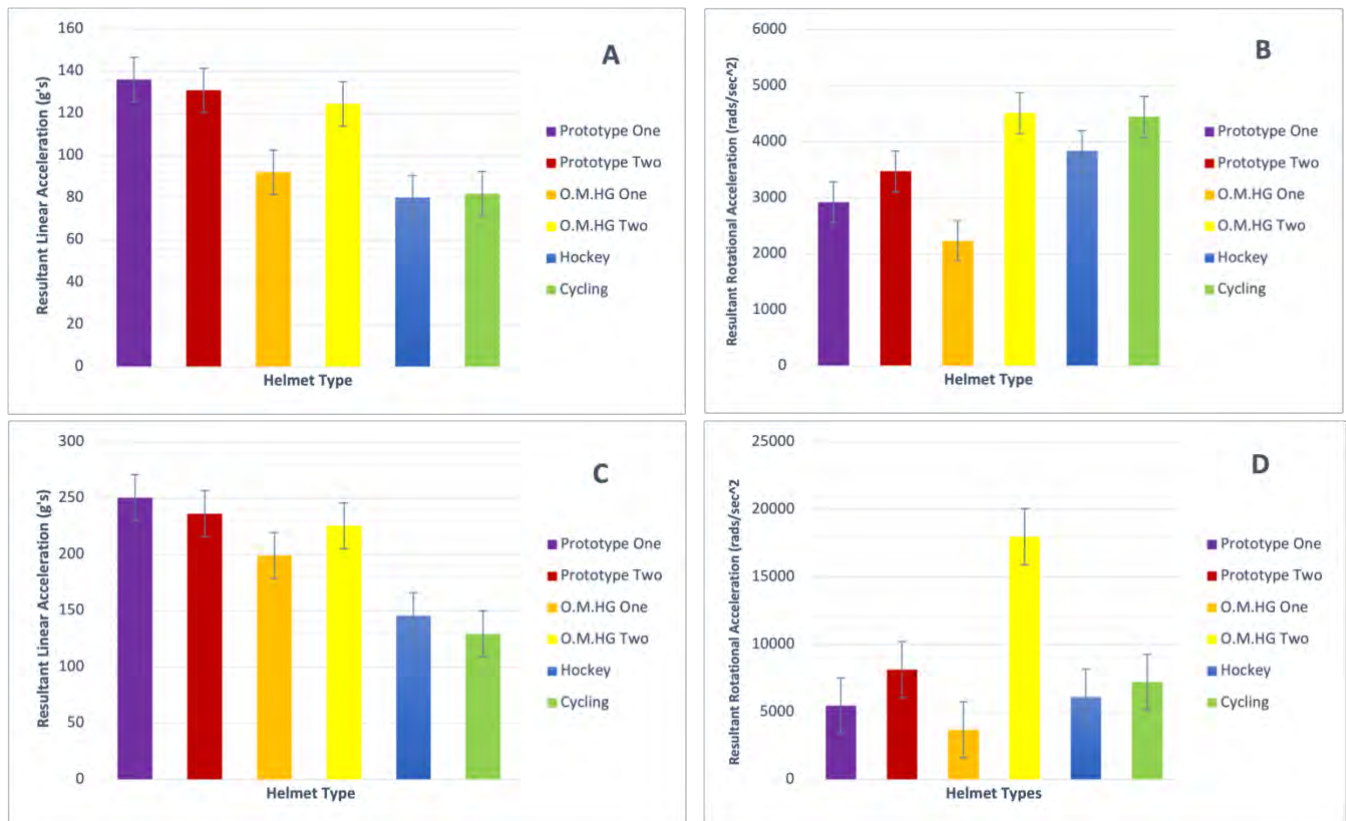 A
Resultant Linear Acceleration (g's)
160
140
120
100
80
60
40
20
0
Helmet Type
Prototype One
Prototype Two
O.M.HG One
O.M.HG Two
Hockey
Cycling
B
Resultant Rotational Acceleration (rads/sec^2)
6000
5000
4000
3000
2000
1000
0
Helmet Type
Prototype One
Prototype Two
O.M.HG One
O.M.HG Two
Hockey
Cycling
C
Resultant Linear Acceleration (g's)
300
250
200
150
100
50
0
Helmet Type
Prototype One
Prototype Two
O.M.HG One
O.M.HG Two
Hockey
Cycling
D
Resultant Rotational Acceleration (rads/sec^2
25000
20000
15000
10000
5000
0
Helmet Types
Prototype One
Prototype Two
O.M.HG One
O.M.HG Two
Hockey
Cycling